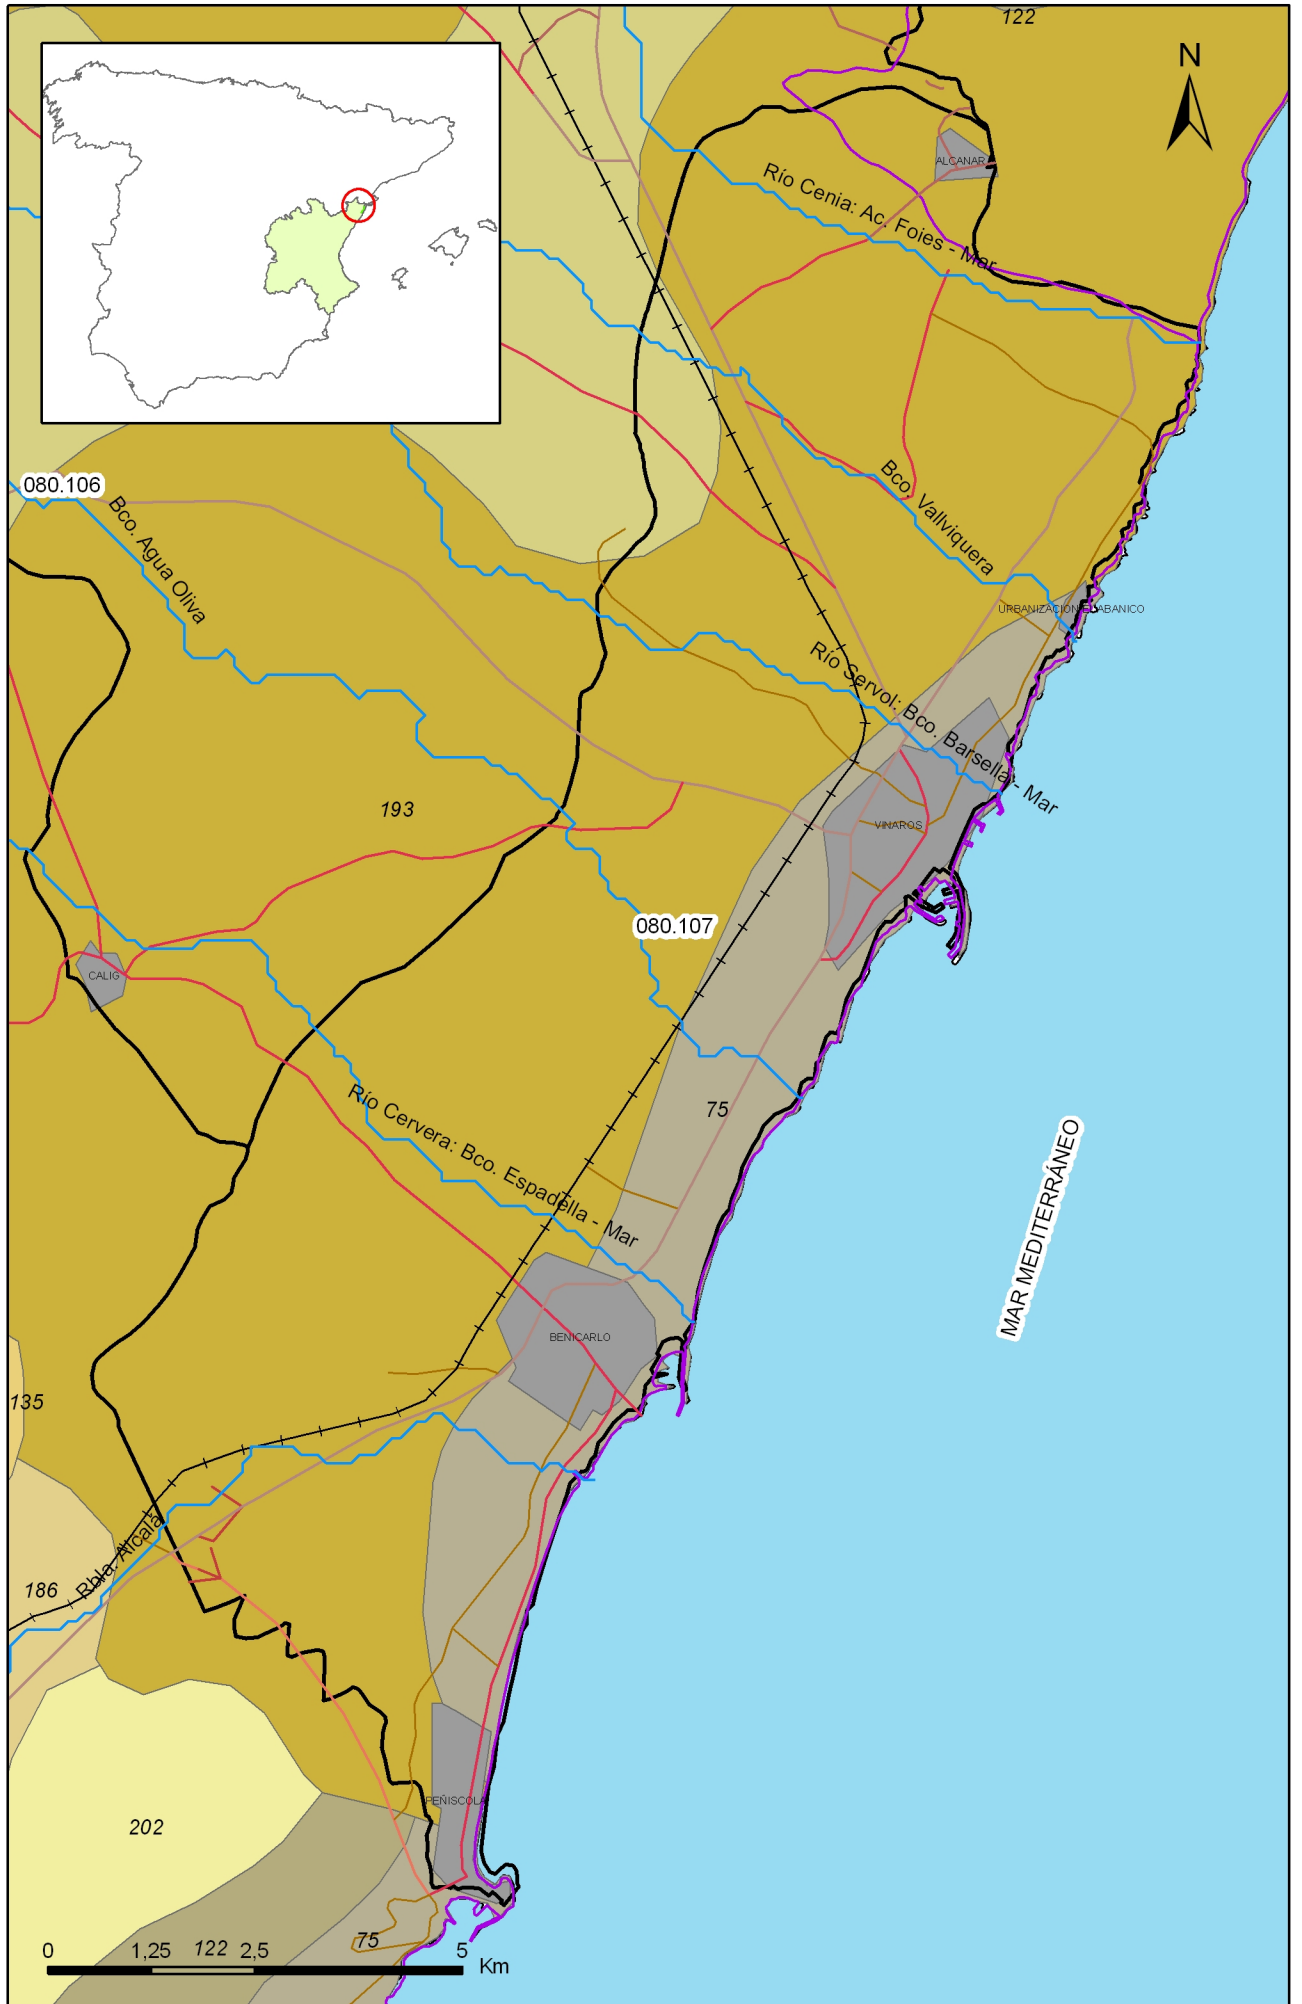 122
N
ALCANAR
Río Cenia: Ac. Foies - Mar
080.106
Bco. Agua Oliva
Bco. Vallviquera
URBANIZACION
ABANICO
Río Servol: Bco. Barsella - Mar
193
VINAROS
080.107
CALIG
75
Río Cervera: Bco. Espadella - Mar
MAR MEDITERRÁNEO
BENICARLO
135
Rbla. Alcalá
186
PEÑISCOLA
202
75
0 1,25 122 2,5 5 Km